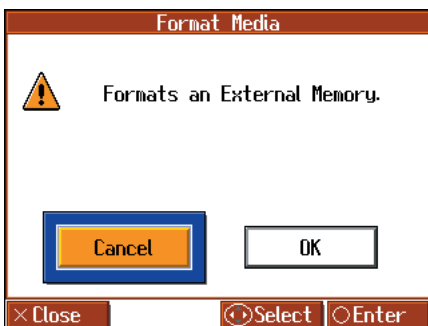 Format Media
Formats an External Memory.
Cancel OK
×Close Select ○Enter